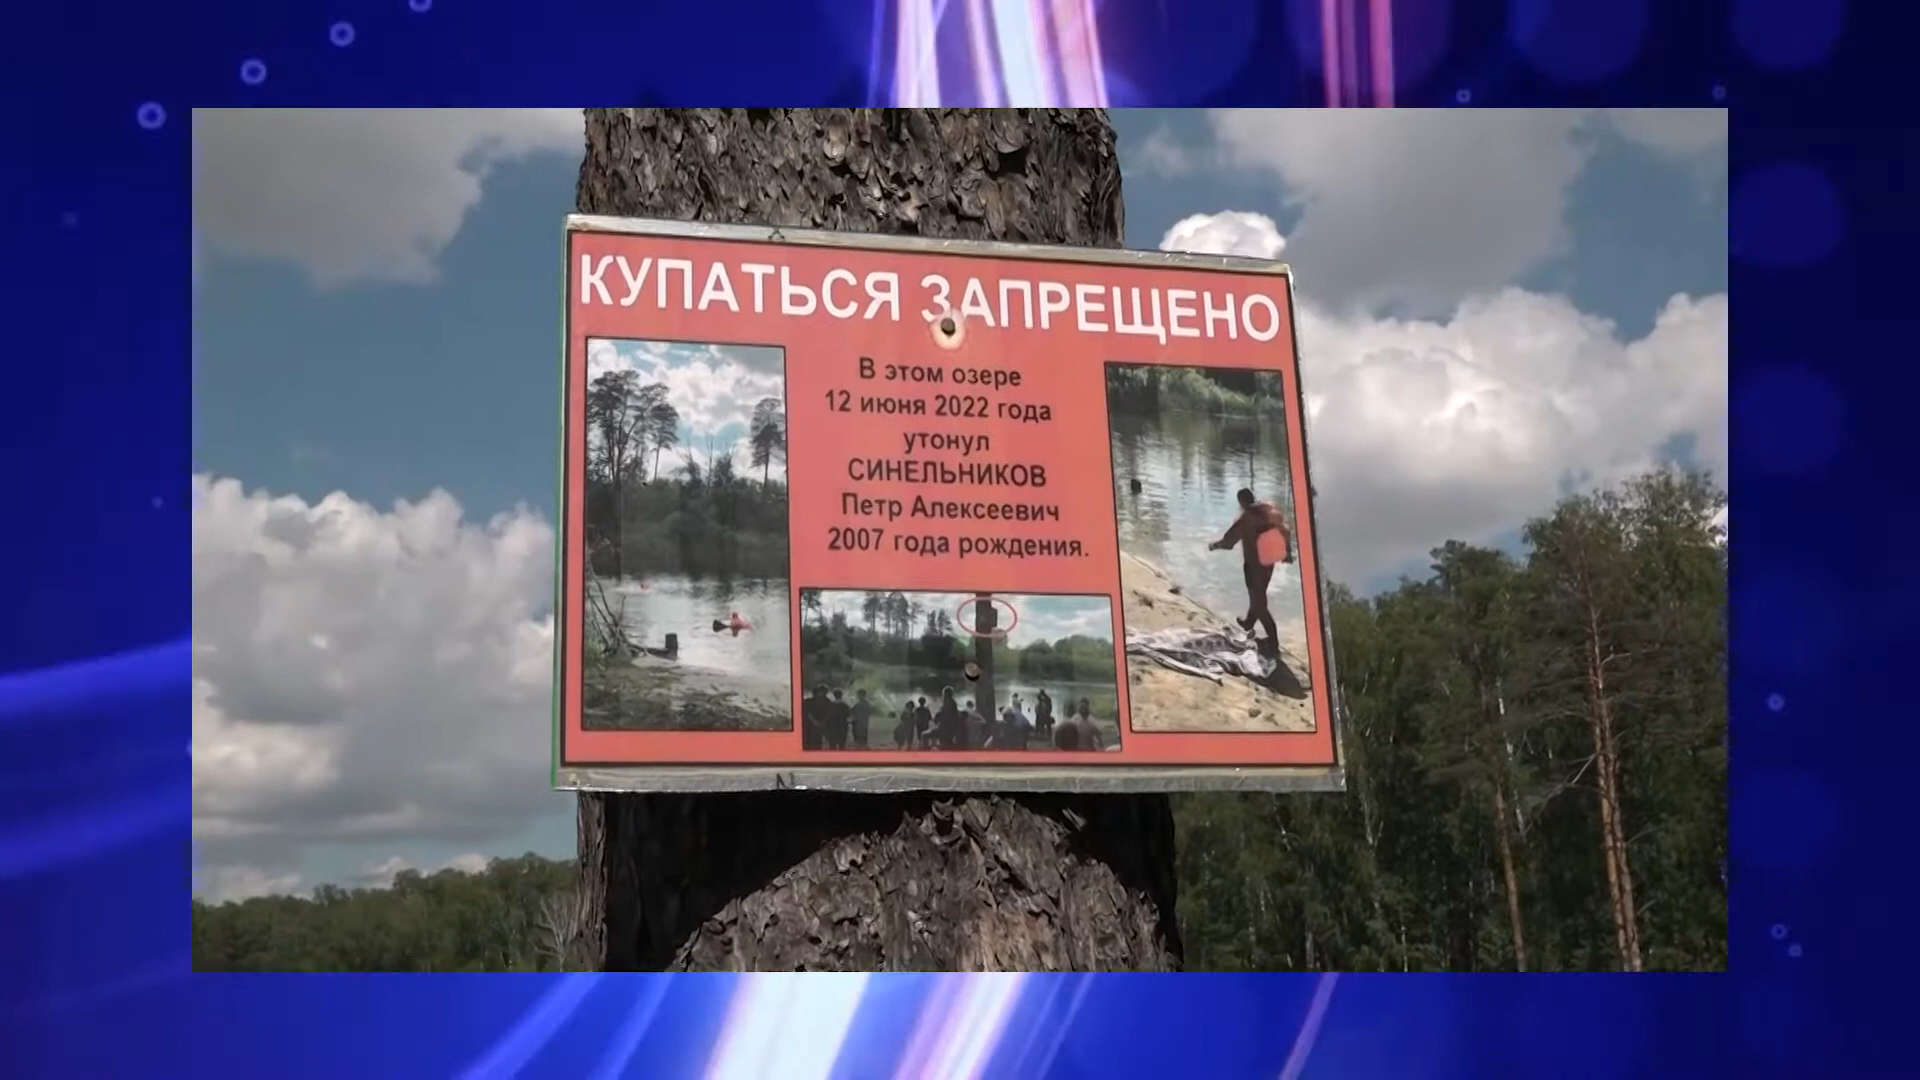 КУПАТЬСЯ ЗАПРЕЩЕНО
В этом озере
12 июня 2022 года
утонул
СИНЕЛЬНИКОВ
Петр Алексеевич
2007 года рождения.